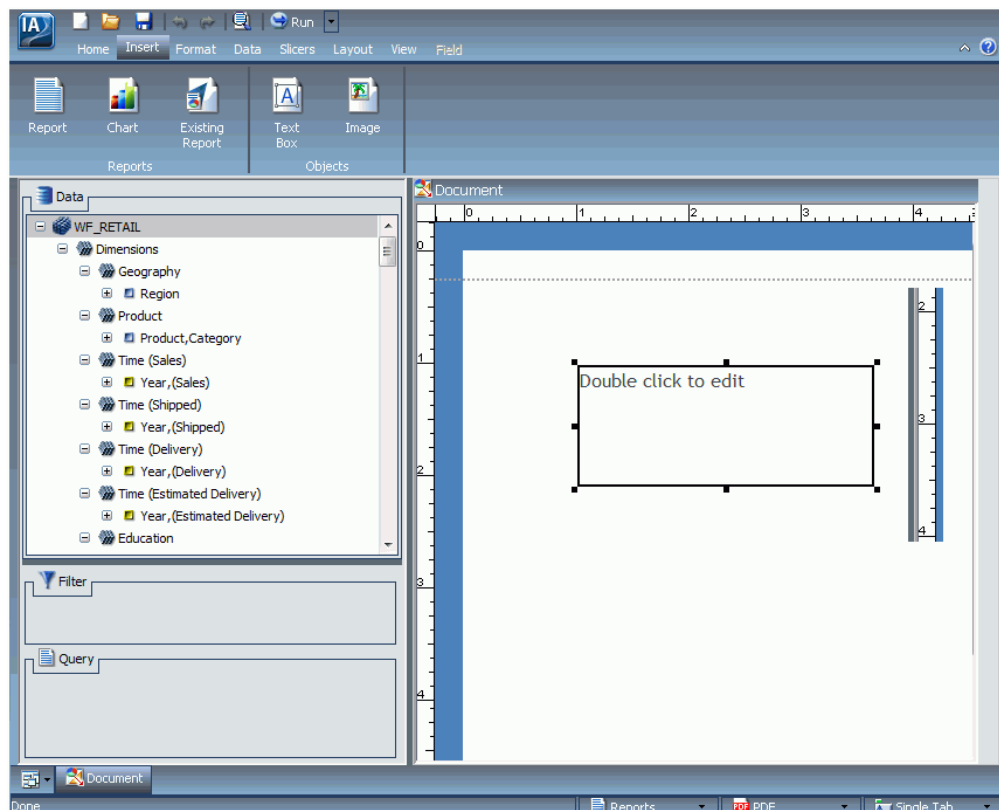 IA
Run
Home Insert Format Data Slicers Layout View Field
Report Chart Existing Report Text Box Image
Reports Objects
Data
WF_RETAIL
Dimensions
Geography
Region
Product
Product,Category
Time (Sales)
Year,(Sales)
Time (Shipped)
Year,(Shipped)
Time (Delivery)
Year,(Delivery)
Time (Estimated Delivery)
Year,(Estimated Delivery)
Education
Filter
Query
Document
0 1 2 3 4
0
1
2
3
4
Double click to edit
2
3
4
Document
Done Reports PDF Single Tab